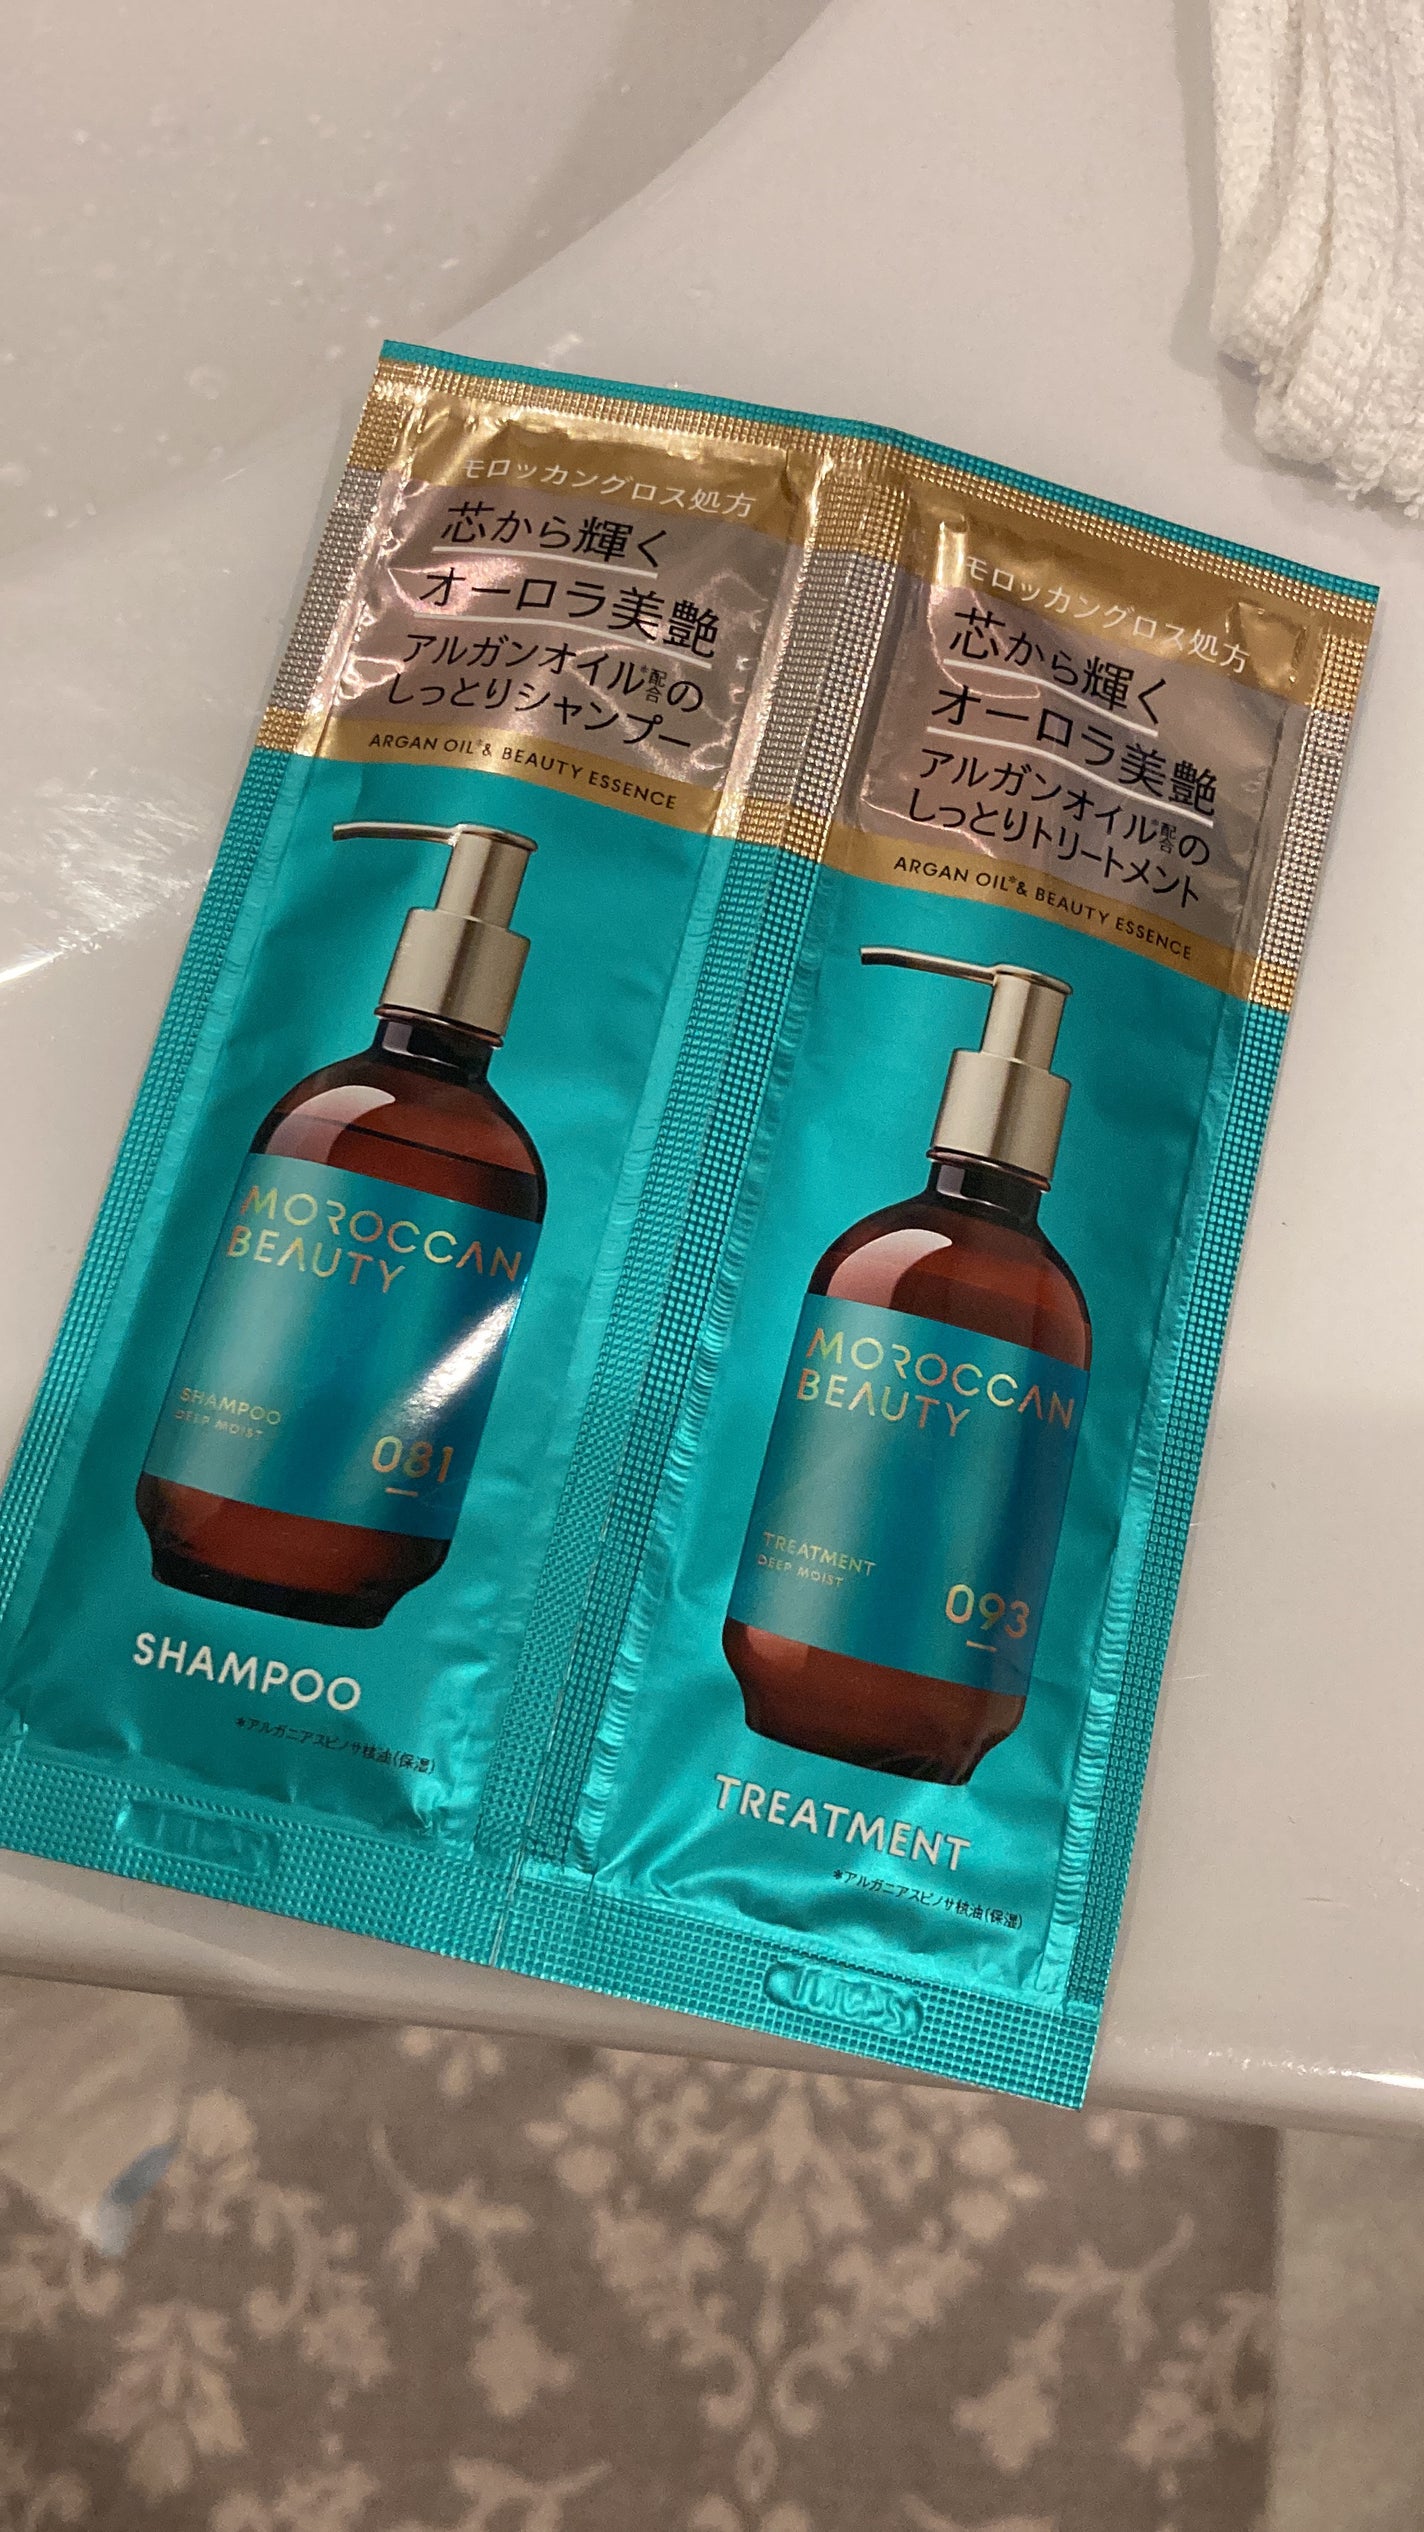 モロッカングロス処方
芯から輝く
オーロラ美艶
アルガンオイル*配合の
しっとりシャンプー
ARGAN OIL*& BEAUTY ESSENCE
MOROCCAN
BEAUTY
SHAMPOO
DEEP MOIST
081
SHAMPOO
*アルガニアスピノサ核油(保湿)
モロッカングロス処方
芯から輝く
オーロラ美艶
アルガンオイル*配合の
しっとりトリートメント
ARGAN OIL*& BEAUTY ESSENCE
MOROCCAN
BEAUTY
TREATMENT
DEEP MOIST
093
TREATMENT
*アルガニアスピノサ核油(保湿)